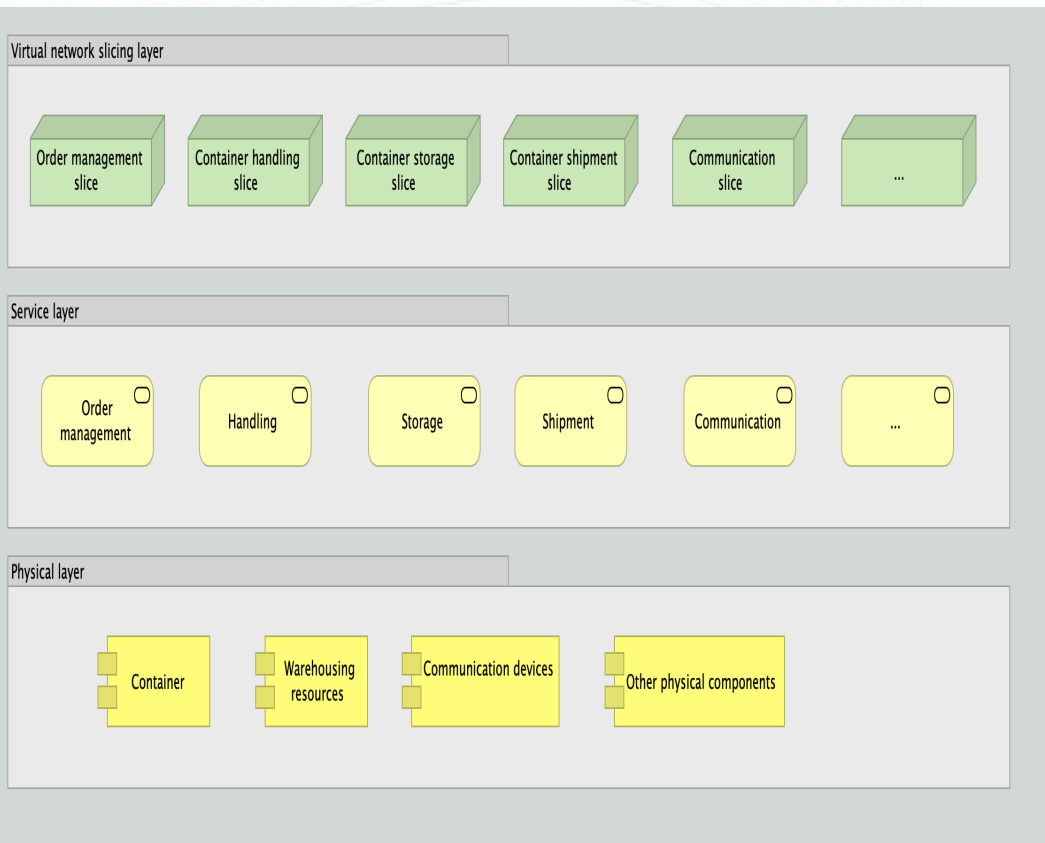 Virtual network slicing layer
Order management
slice
Container handling
slice
Container storage
slice
Container shipment
slice
Communication
slice
...
Service layer
Order
management
Handling
Storage
Shipment
Communication
...
Physical layer
Container
Warehousing
resources
Communication devices
Other physical components